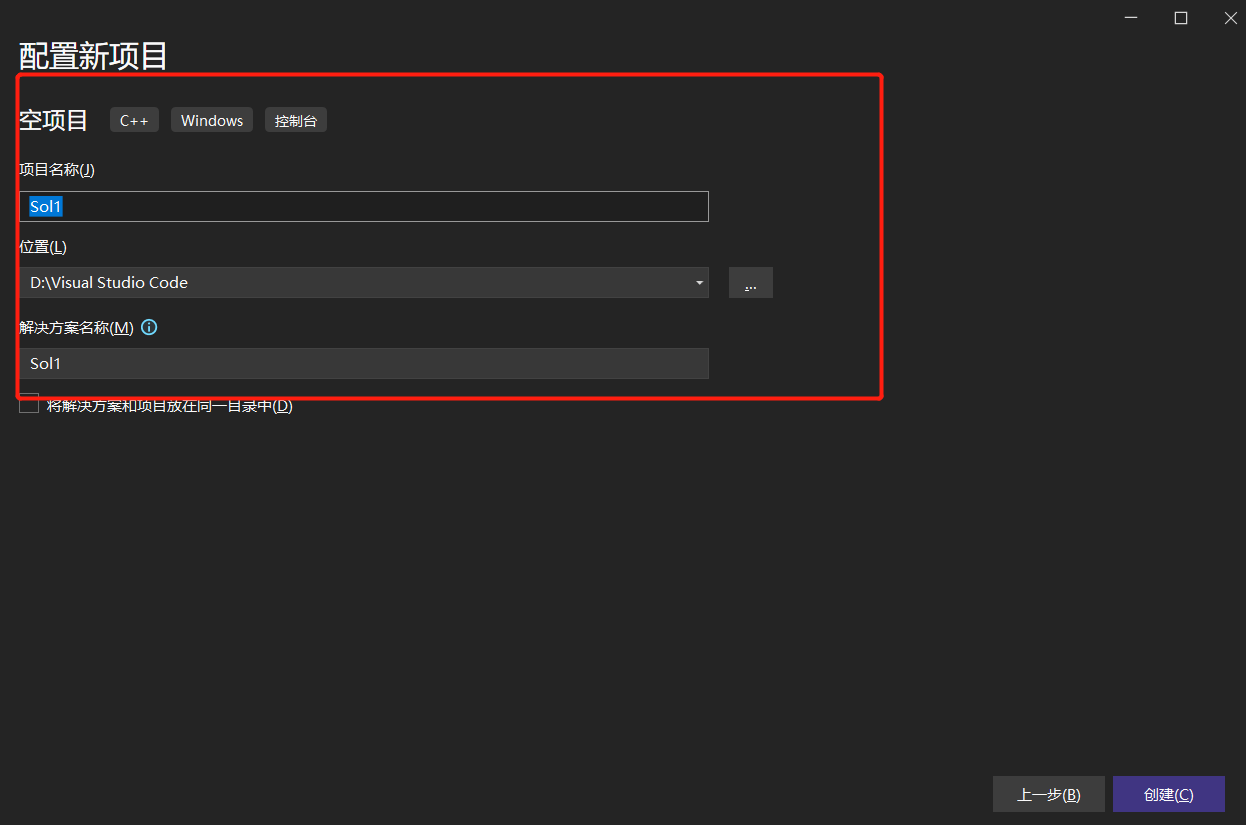 配置新项目
空项目 C++ Windows 控制台
项目名称(J)
Sol1
位置(L)
D:\Visual Studio Code ...
解决方案名称(M)
Sol1
将解决方案和项目放在同一目录中(D)
上一步(B) 创建(C)